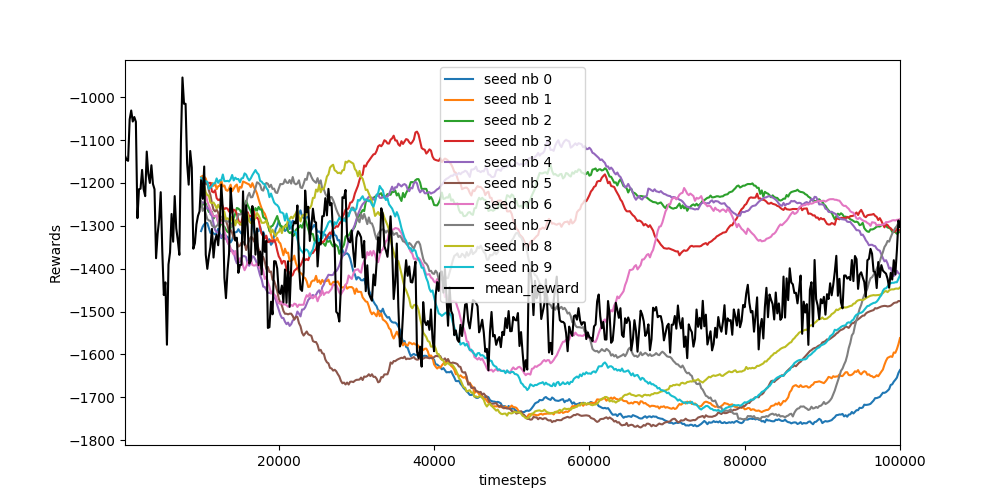 −1000
−1100
−1200
−1300
−1400
−1500
−1600
−1700
−1800
Rewards
seed nb 0
seed nb 1
seed nb 2
seed nb 3
seed nb 4
seed nb 5
seed nb 6
seed nb 7
seed nb 8
seed nb 9
mean_reward
20000
40000
60000
80000
100000
timesteps